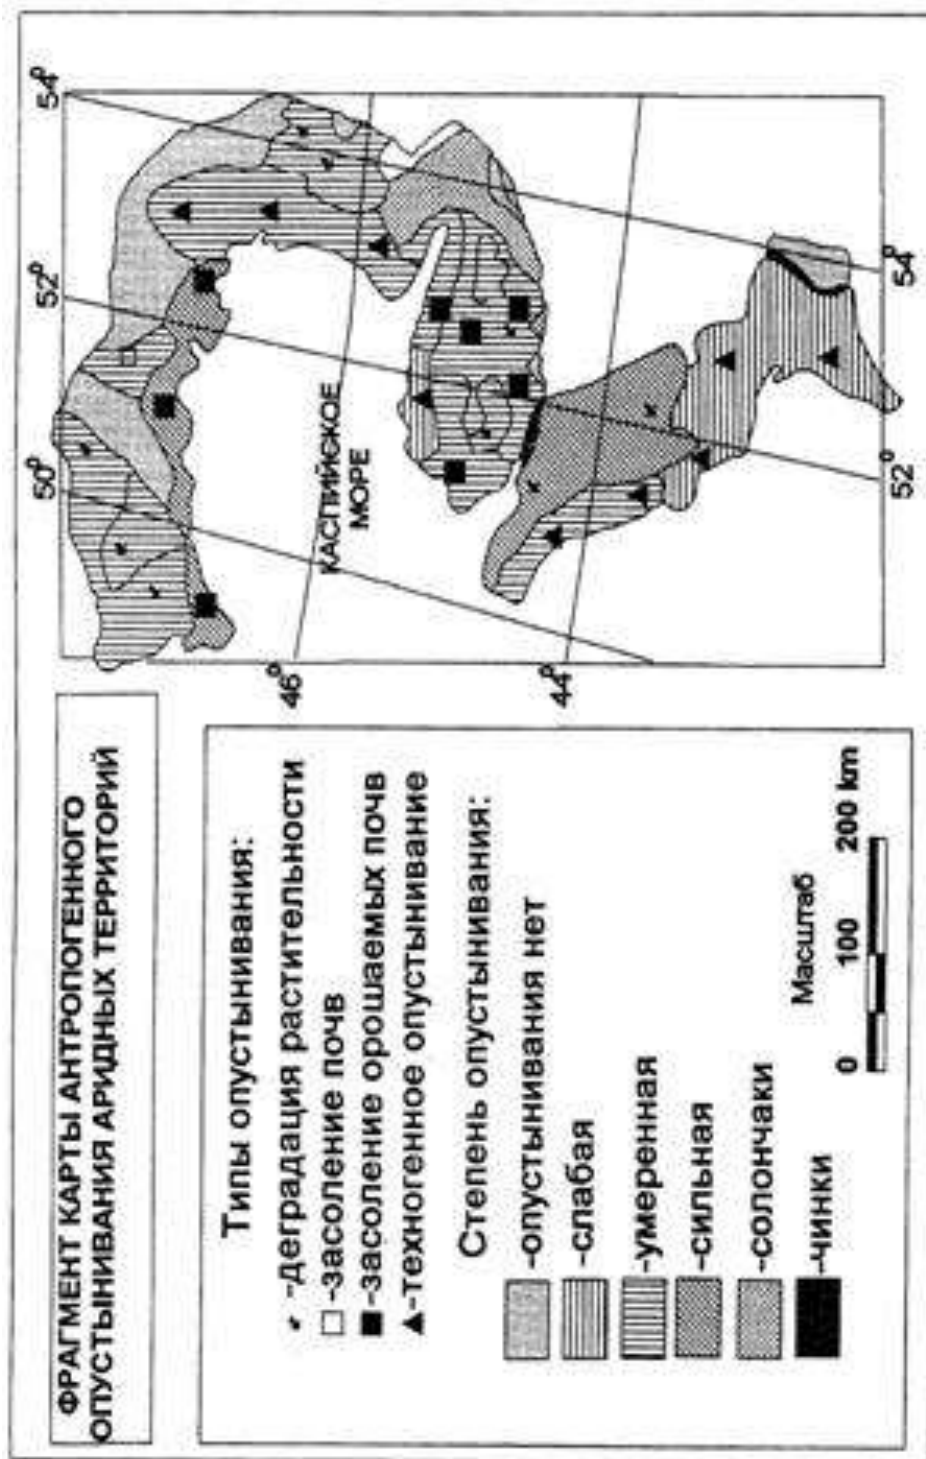 ФРАГМЕНТ КАРТЫ АНТРОПОГЕННОГО
ОПУСТЫНИВАНИЯ АРИДНЫХ ТЕРРИТОРИЙ
Типы опустынивания:
-деградация растительности
-засоление почв
-засоление орошаемых почв
-техногенное опустынивание
Степень опустынивания:
-опустынивания нет
-слабая
-умеренная
-сильная
-солончаки
-чинки
Масштаб
0 100 200 km
50° 52° 54°
46°
КАСПИЙСКОЕ
МОРЕ
44°
52° 54°